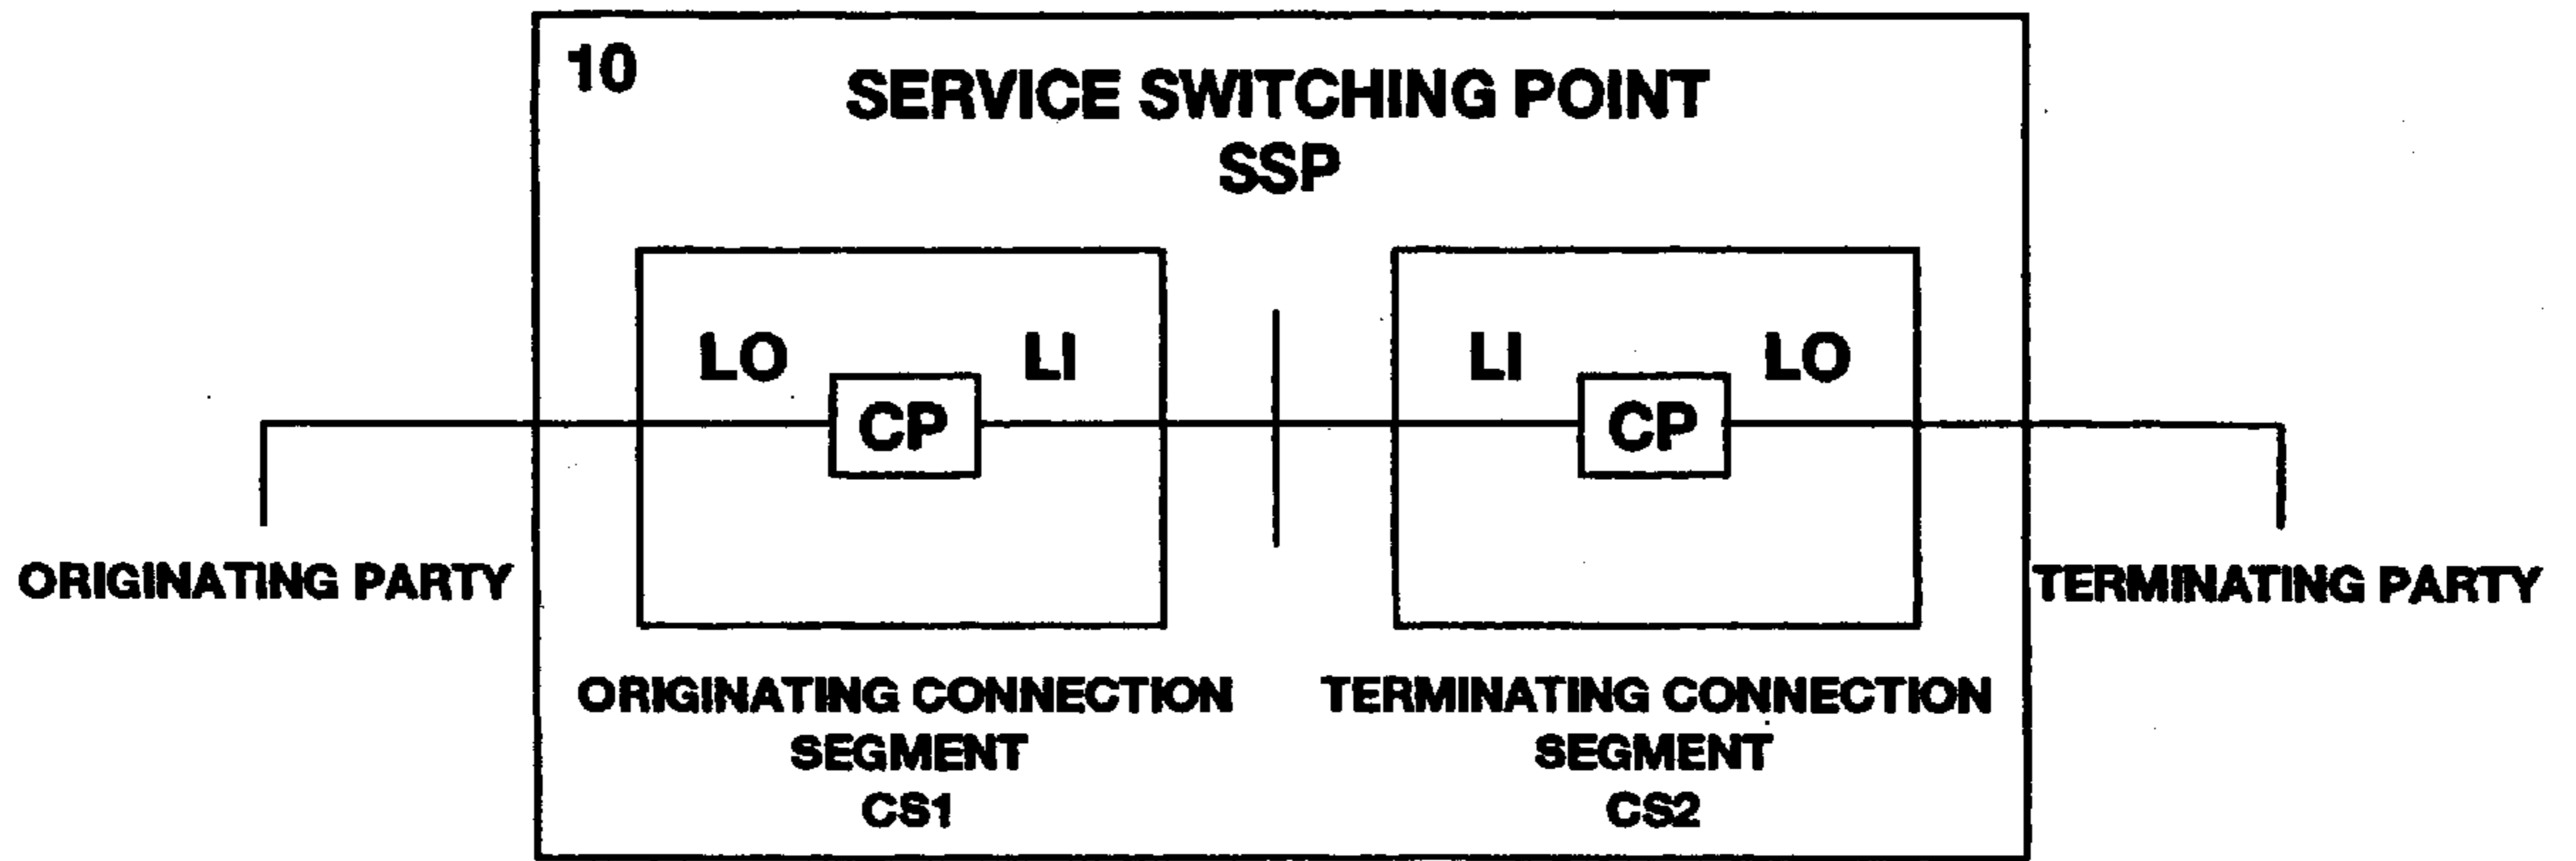 10
SERVICE SWITCHING POINT
SSP
LO
LI
LI
LO
CP
CP
ORIGINATING PARTY
TERMINATING PARTY
ORIGINATING CONNECTION
SEGMENT
CS1
TERMINATING CONNECTION
SEGMENT
CS2